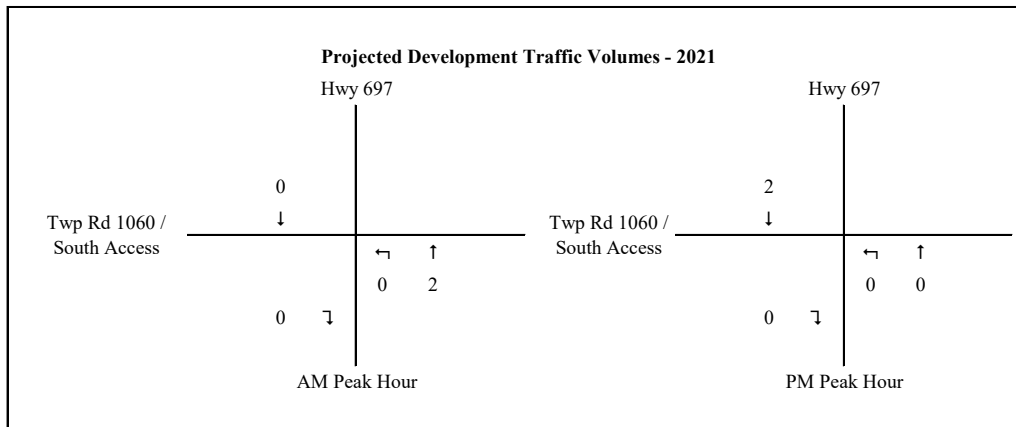 Projected Development Traffic Volumes - 2021
Hwy 697
0
↓
Twp Rd 1060 /
South Access
↰ ↑
0 2
0 ↴
AM Peak Hour
Hwy 697
2
↓
Twp Rd 1060 /
South Access
↰ ↑
0 0
0 ↴
PM Peak Hour